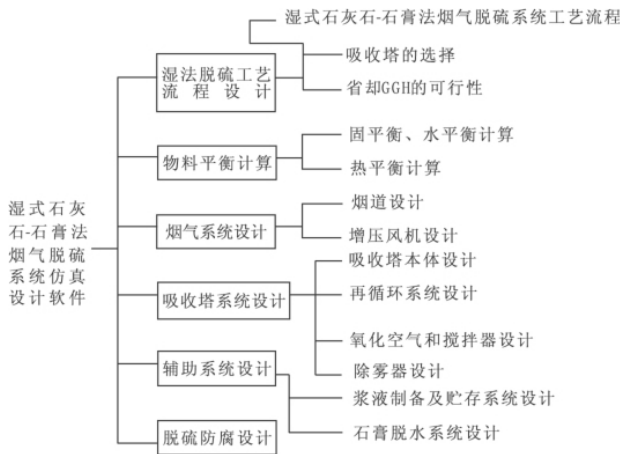 湿式石灰石-石膏法烟气脱硫系统工艺流程
湿法脱硫工艺
流程设计
吸收塔的选择
省却GGH的可行性
物料平衡计算
固平衡、水平衡计算
热平衡计算
湿式石灰
石-石膏法
烟气脱硫
系统仿真
设计软件
烟气系统设计
烟道设计
增压风机设计
吸收塔系统设计
吸收塔本体设计
再循环系统设计
氧化空气和搅拌器设计
除雾器设计
辅助系统设计
浆液制备及贮存系统设计
石膏脱水系统设计
脱硫防腐设计